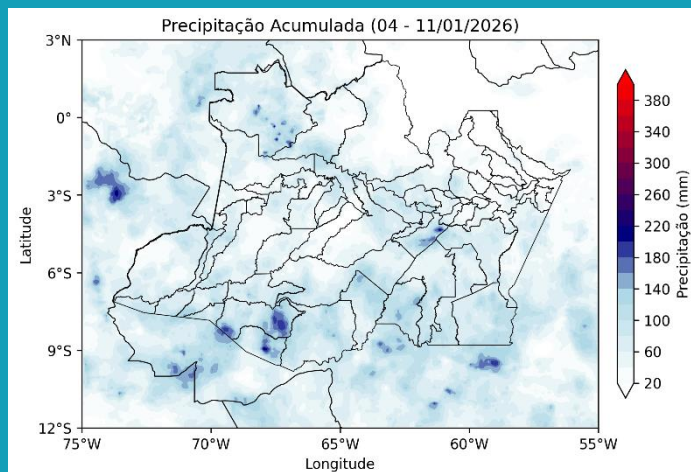 Precipitação Acumulada (04 - 11/01/2026)
3°N
0°
3°S
6°S
9°S
12°S
Latitude
75°W 70°W 65°W 60°W 55°W
Longitude
380
340
300
260
220
180
140
100
60
20
Precipitação (mm)